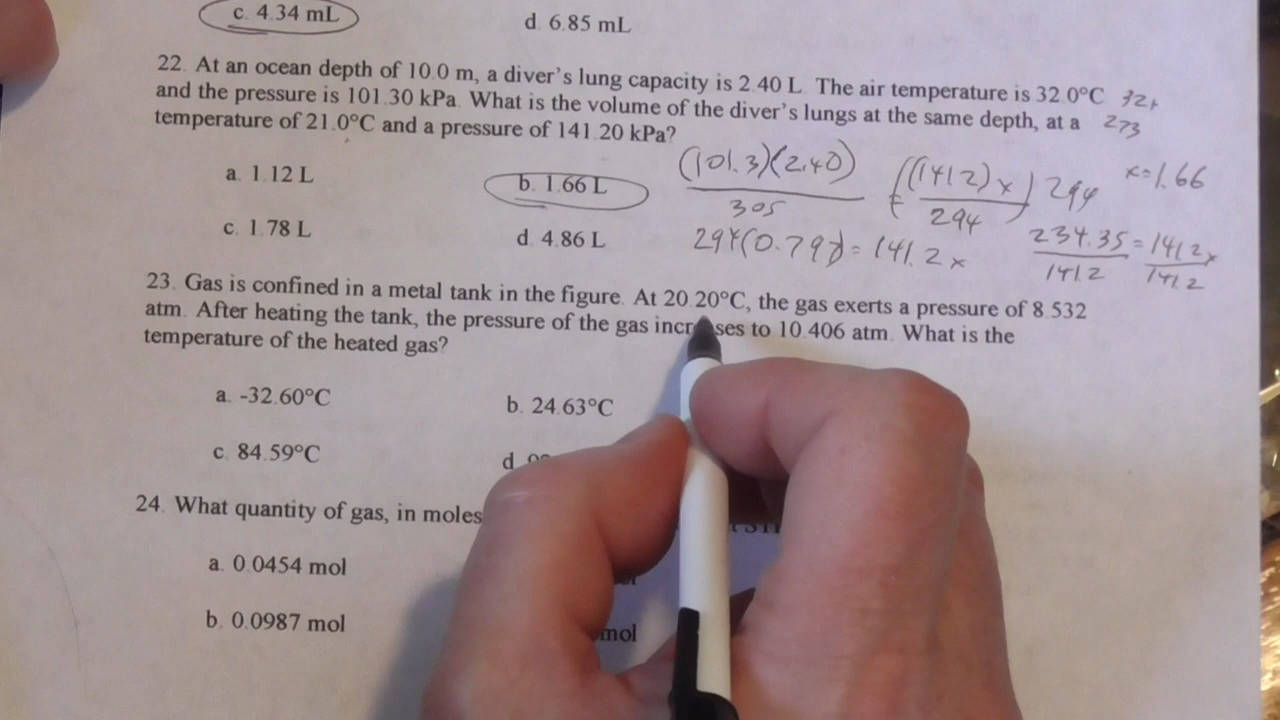 c. 4.34 mL
d. 6.85 mL
22. At an ocean depth of 10.0 m, a diver's lung capacity is 2.40 L. The air temperature is 32.0°C 32+
and the pressure is 101.30 kPa. What is the volume of the diver's lungs at the same depth, at a 273
temperature of 21.0°C and a pressure of 141.20 kPa?
a. 1.12 L
b. 1.66 L
c. 1.78 L
d. 4.86 L
(101.3)(2.40)
305
= ((141.2)x) 294
294
x=1.66
294(0.797)=141.2x
234.35=141.2x
141.2 141.2
23. Gas is confined in a metal tank in the figure. At 20.20°C, the gas exerts a pressure of 8.532
atm. After heating the tank, the pressure of the gas to 10.406 atm. What is the
temperature of the heated gas?
a. -32.60°C
b. 24.63°C
c. 84.59°C
d.
24. What quantity of gas, in moles
a. 0.0454 mol
b. 0.0987 mol
mol